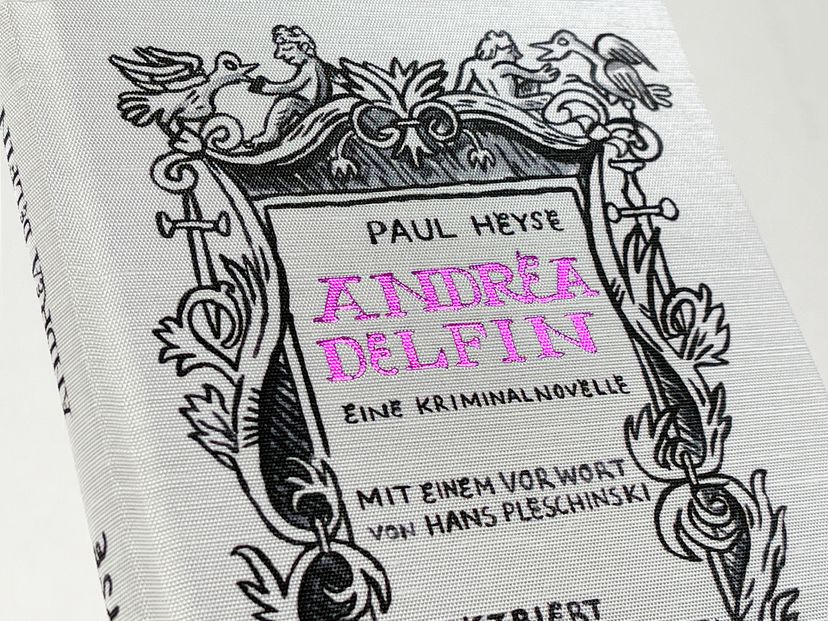 PAUL HEYSE
ANDREA
DELFIN
EINE KRIMINALNOVELLE
MIT EINEM VORWORT
VON HANS PLESCHINSKI